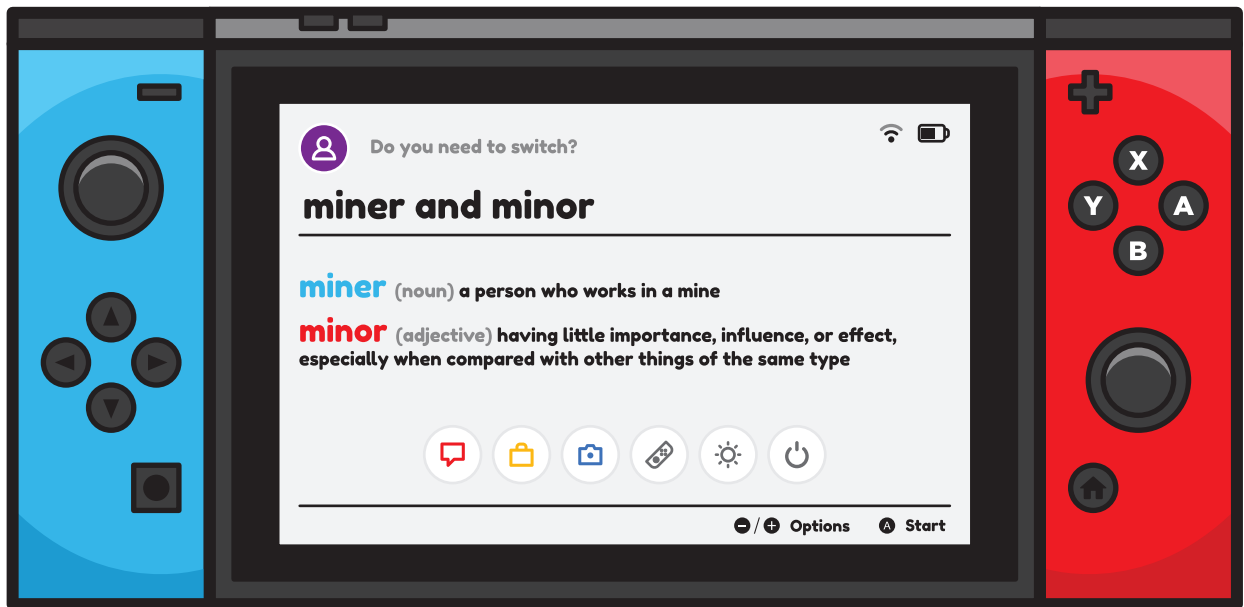 Do you need to switch?
miner and minor
miner (noun) a person who works in a mine
minor (adjective) having little importance, influence, or effect,
especially when compared with other things of the same type
X
Y
A
B
/
Options
A
Start